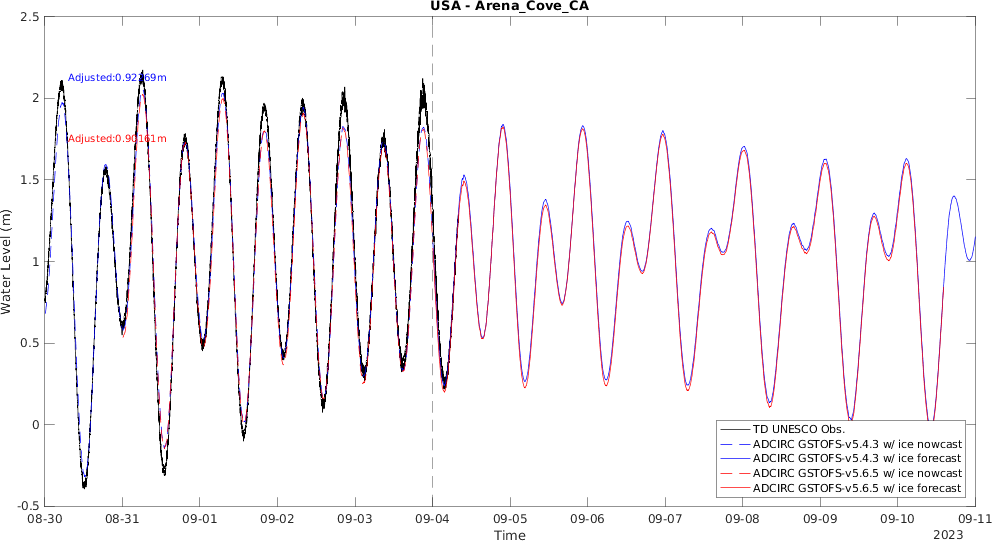 USA - Arena_Cove_CA
2.5
2
1.5
1
0.5
0
-0.5
Water Level (m)
Adjusted:0.92269m
Adjusted:0.90161m
TD UNESCO Obs.
ADCIRC GSTOFS-v5.4.3 w/ ice nowcast
ADCIRC GSTOFS-v5.4.3 w/ ice forecast
ADCIRC GSTOFS-v5.6.5 w/ ice nowcast
ADCIRC GSTOFS-v5.6.5 w/ ice forecast
08-30 08-31 09-01 09-02 09-03 09-04 09-05 09-06 09-07 09-08 09-09 09-10 09-11
Time
2023